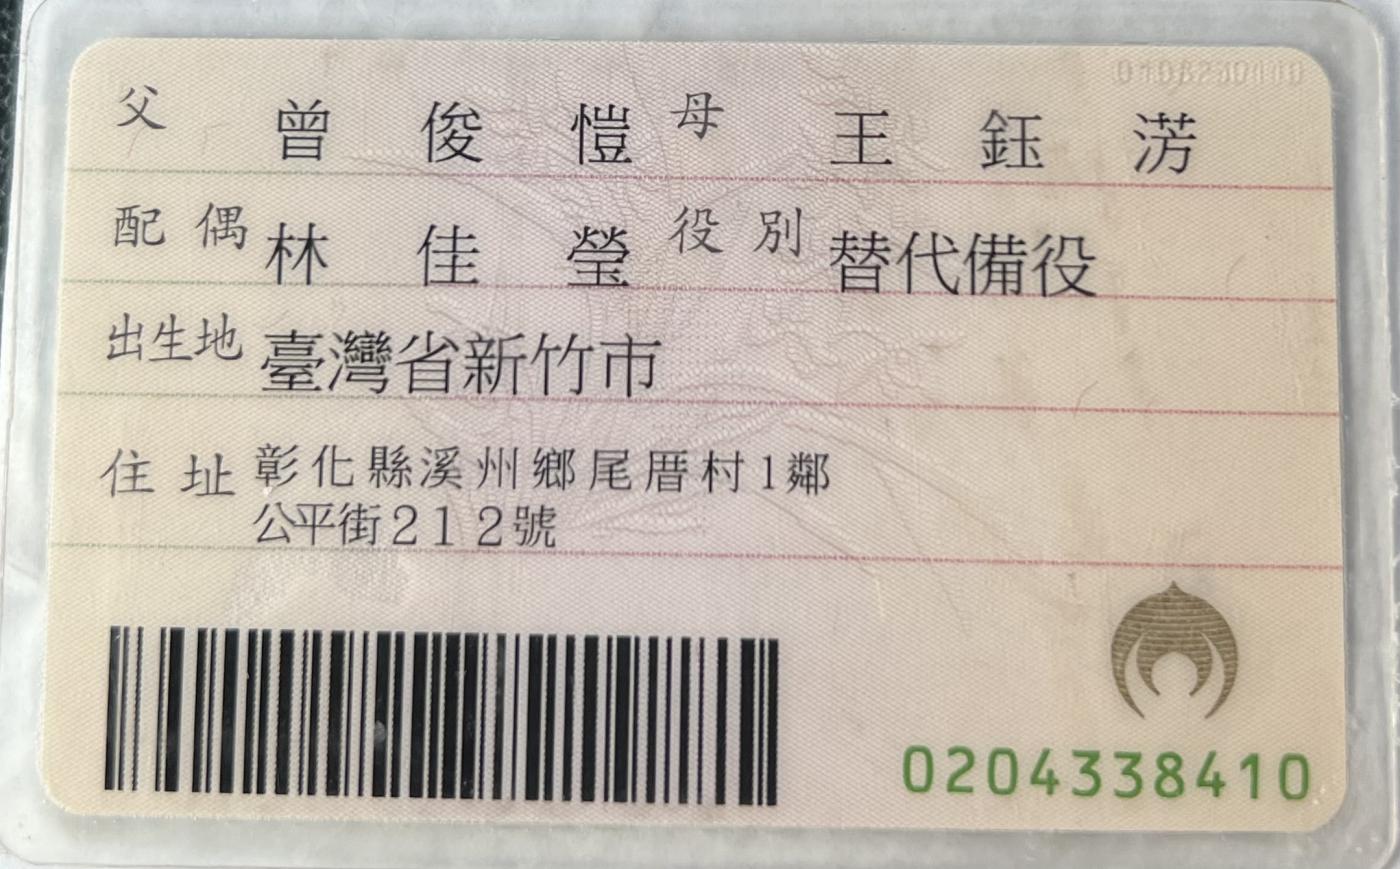 父 曾俊愷 母 王鈺淓
配偶 林佳瑩 役別 替代備役
出生地 臺灣省新竹市
住址 彰化縣溪州鄉尾厝村1鄰
公平街212號
0204338410